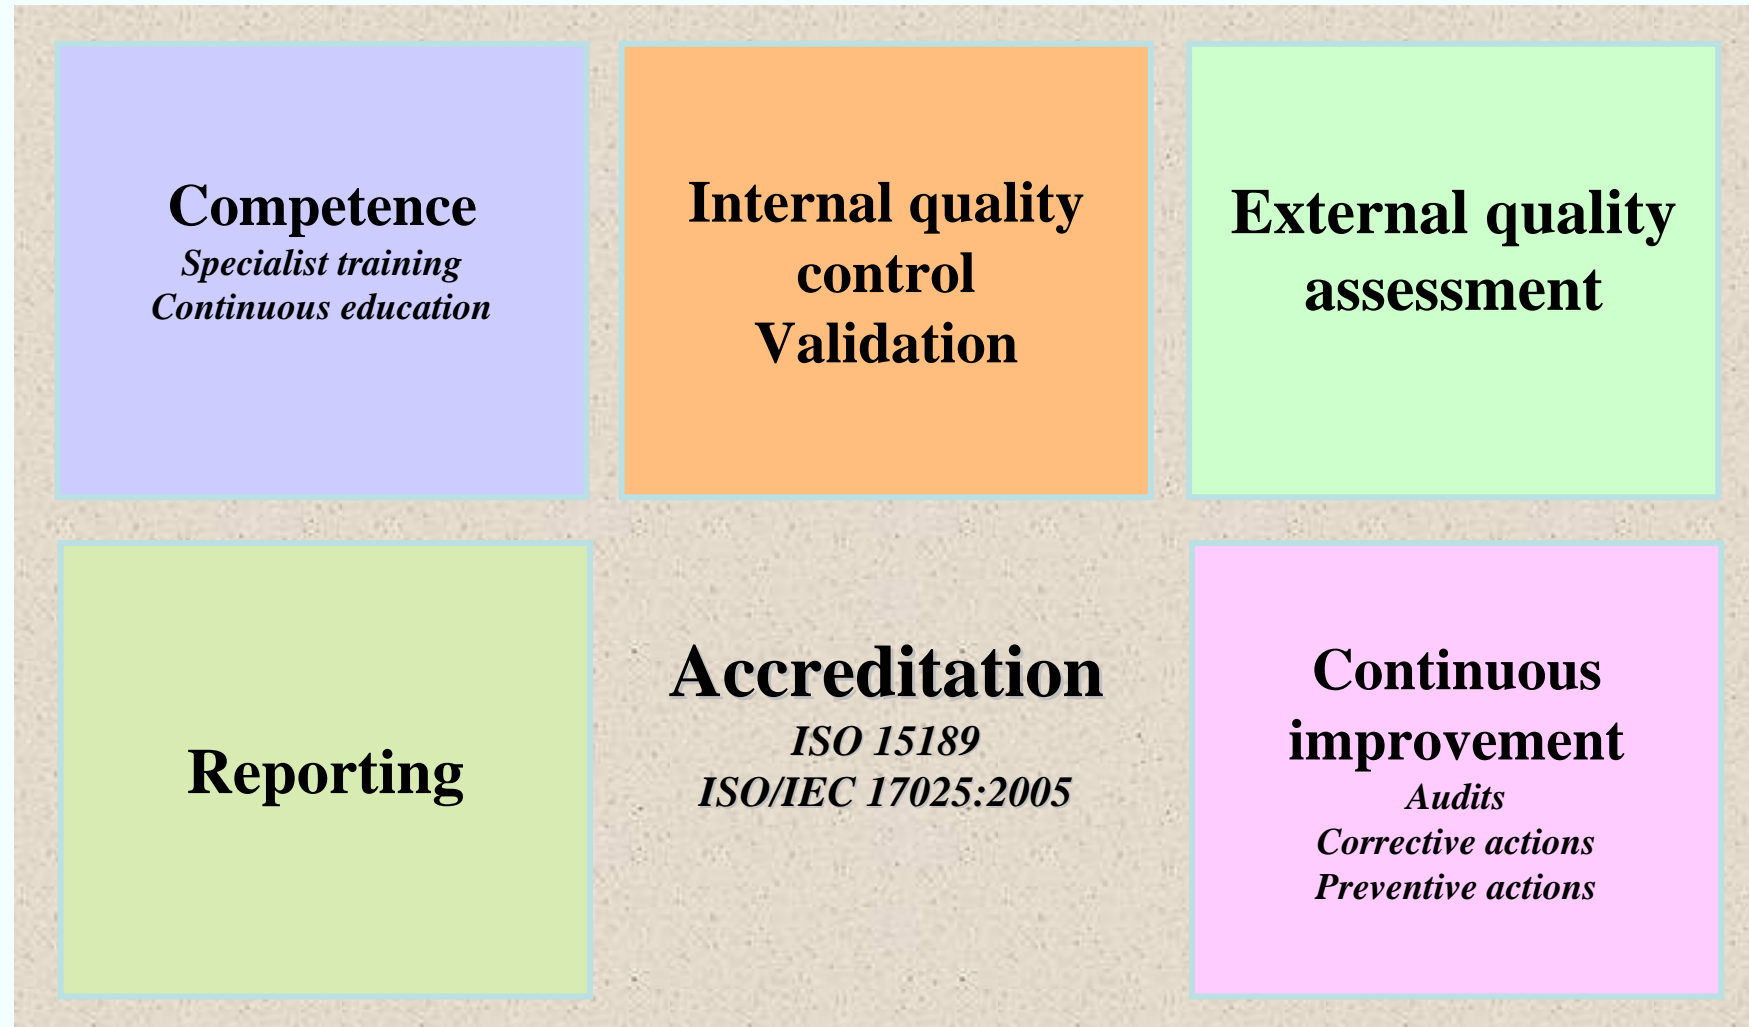 Competence
Specialist training
Continuous education
Internal quality
control
Validation
External quality
assessment
Reporting
Accreditation
ISO 15189
ISO/IEC 17025:2005
Continuous
improvement
Audits
Corrective actions
Preventive actions